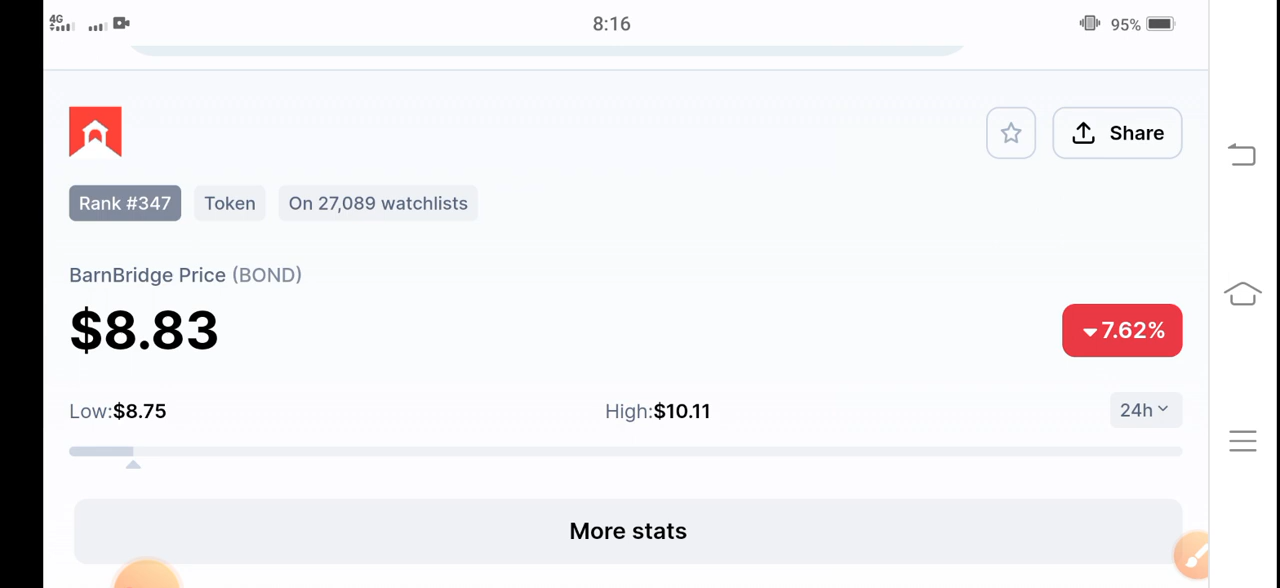 4G 8:16 95%
Share
Rank #347 Token On 27,089 watchlists
BarnBridge Price (BOND)
$8.83 7.62%
Low:$8.75 High:$10.11 24h
More stats